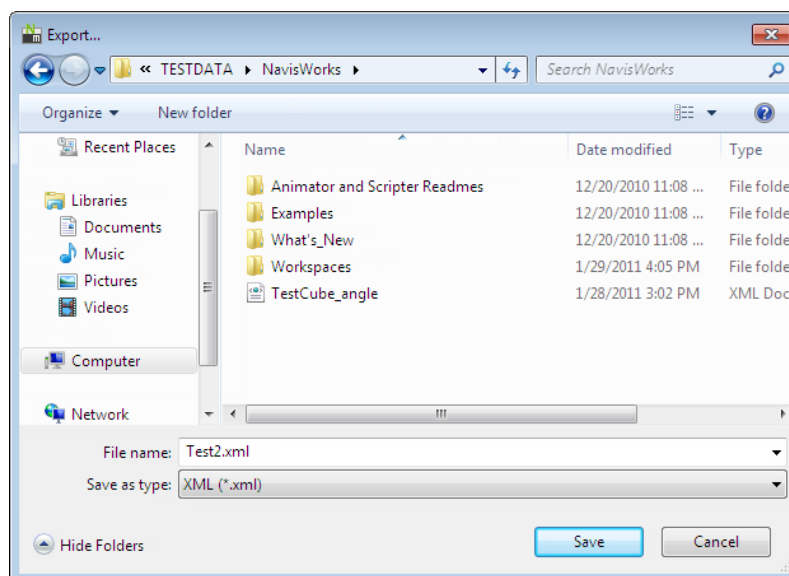 Export...
« TESTDATA NavisWorks Search NavisWorks
Organize New folder
Recent Places
Libraries
Documents
Music
Pictures
Videos
Computer
Network
Name Date modified Type
Animator and Scripter Readmes 12/20/2010 11:08 ... File folde
Examples 12/20/2010 11:08 ... File folde
What's_New 12/20/2010 11:08 ... File folde
Workspaces 1/29/2011 4:05 PM File folde
TestCube_angle 1/28/2011 3:02 PM XML Doc
File name: Test2.xml
Save as type: XML (*.xml)
Hide Folders Save Cancel